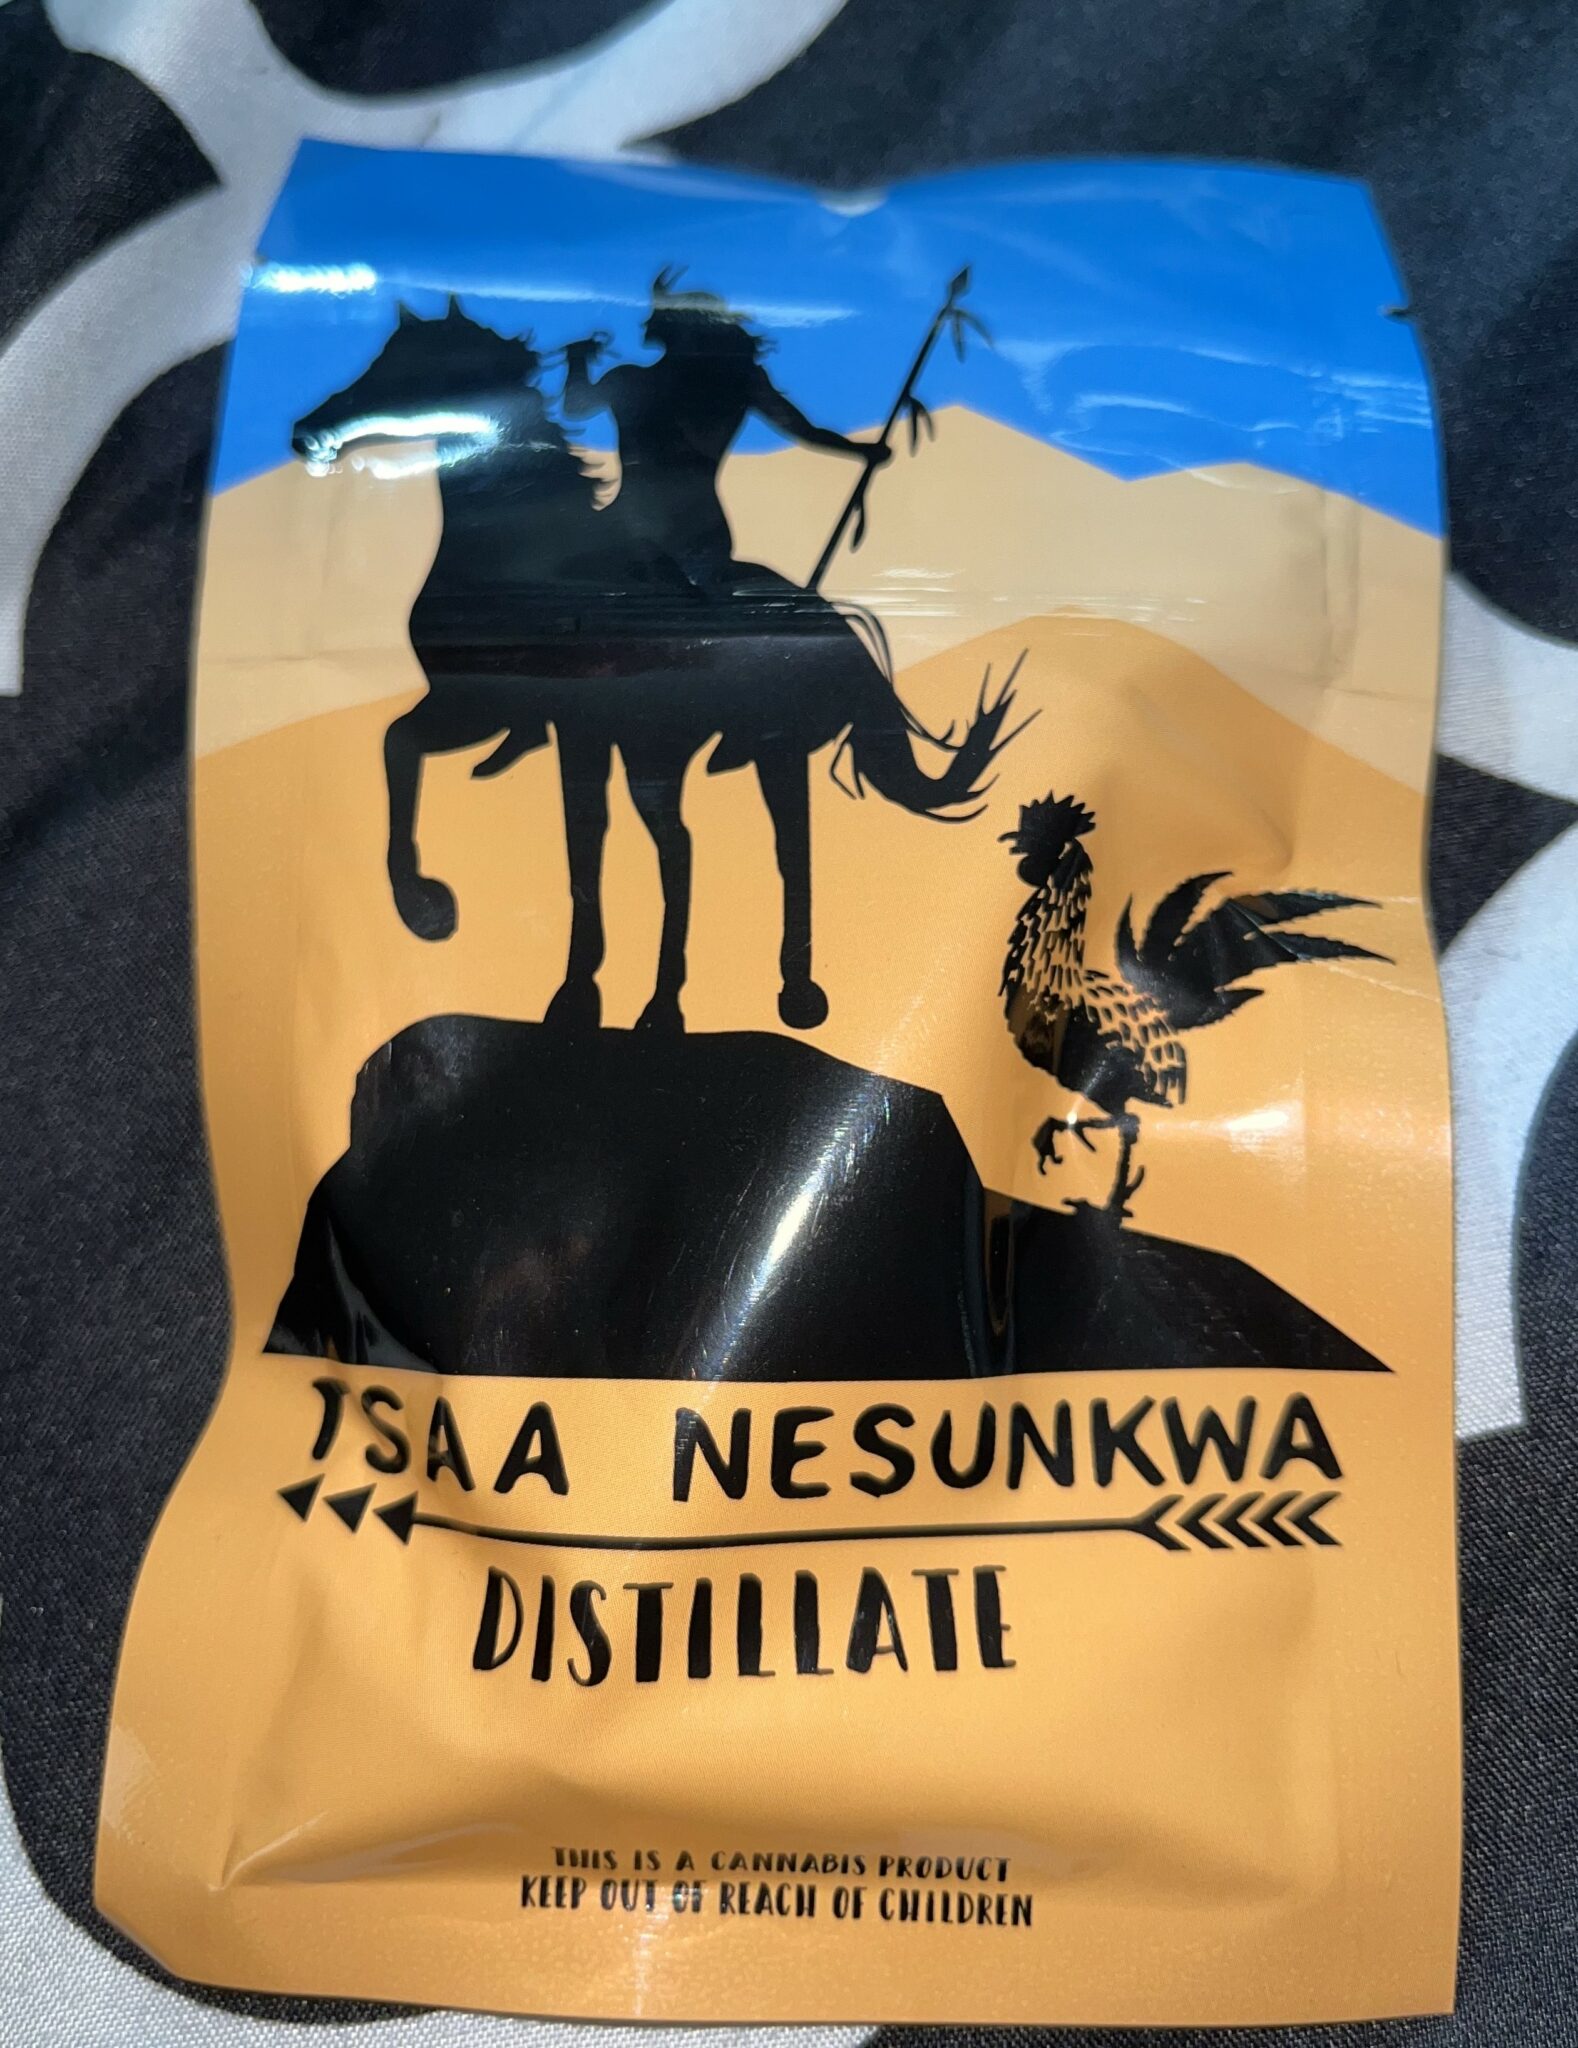 TSAA NESUNKWA
DISTILLATE
THIS IS A CANNABIS PRODUCT
KEEP OUT OF REACH OF CHILDREN